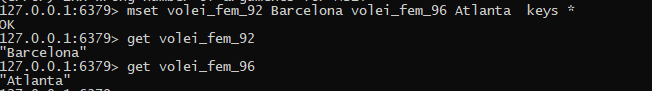 127.0.0.1:6379> mset volei_fem_92 Barcelona volei_fem_96 Atlanta  keys *
OK
127.0.0.1:6379> get volei_fem_92
"Barcelona"
127.0.0.1:6379> get volei_fem_96
"Atlanta"